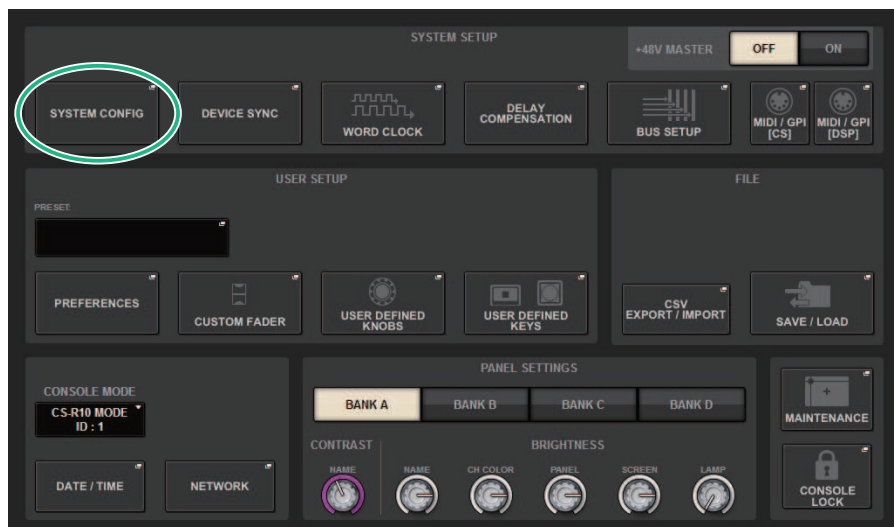 SYSTEM SETUP
+48V MASTER
OFF
ON
SYSTEM CONFIG
DEVICE SYNC
WORD CLOCK
DELAY
COMPENSATION
BUS SETUP
MIDI / GPI
[CS]
MIDI / GPI
[DSP]
USER SETUP
PRESET
PREFERENCES
CUSTOM FADER
USER DEFINED
KNOBS
USER DEFINED
KEYS
FILE
CSV
EXPORT / IMPORT
SAVE / LOAD
CONSOLE MODE
CS-R10 MODE
ID : 1
DATE / TIME
NETWORK
PANEL SETTINGS
BANK A
BANK B
BANK C
BANK D
CONTRAST
BRIGHTNESS
NAME
NAME
CH COLOR
PANEL
SCREEN
LAMP
MAINTENANCE
CONSOLE
LOCK